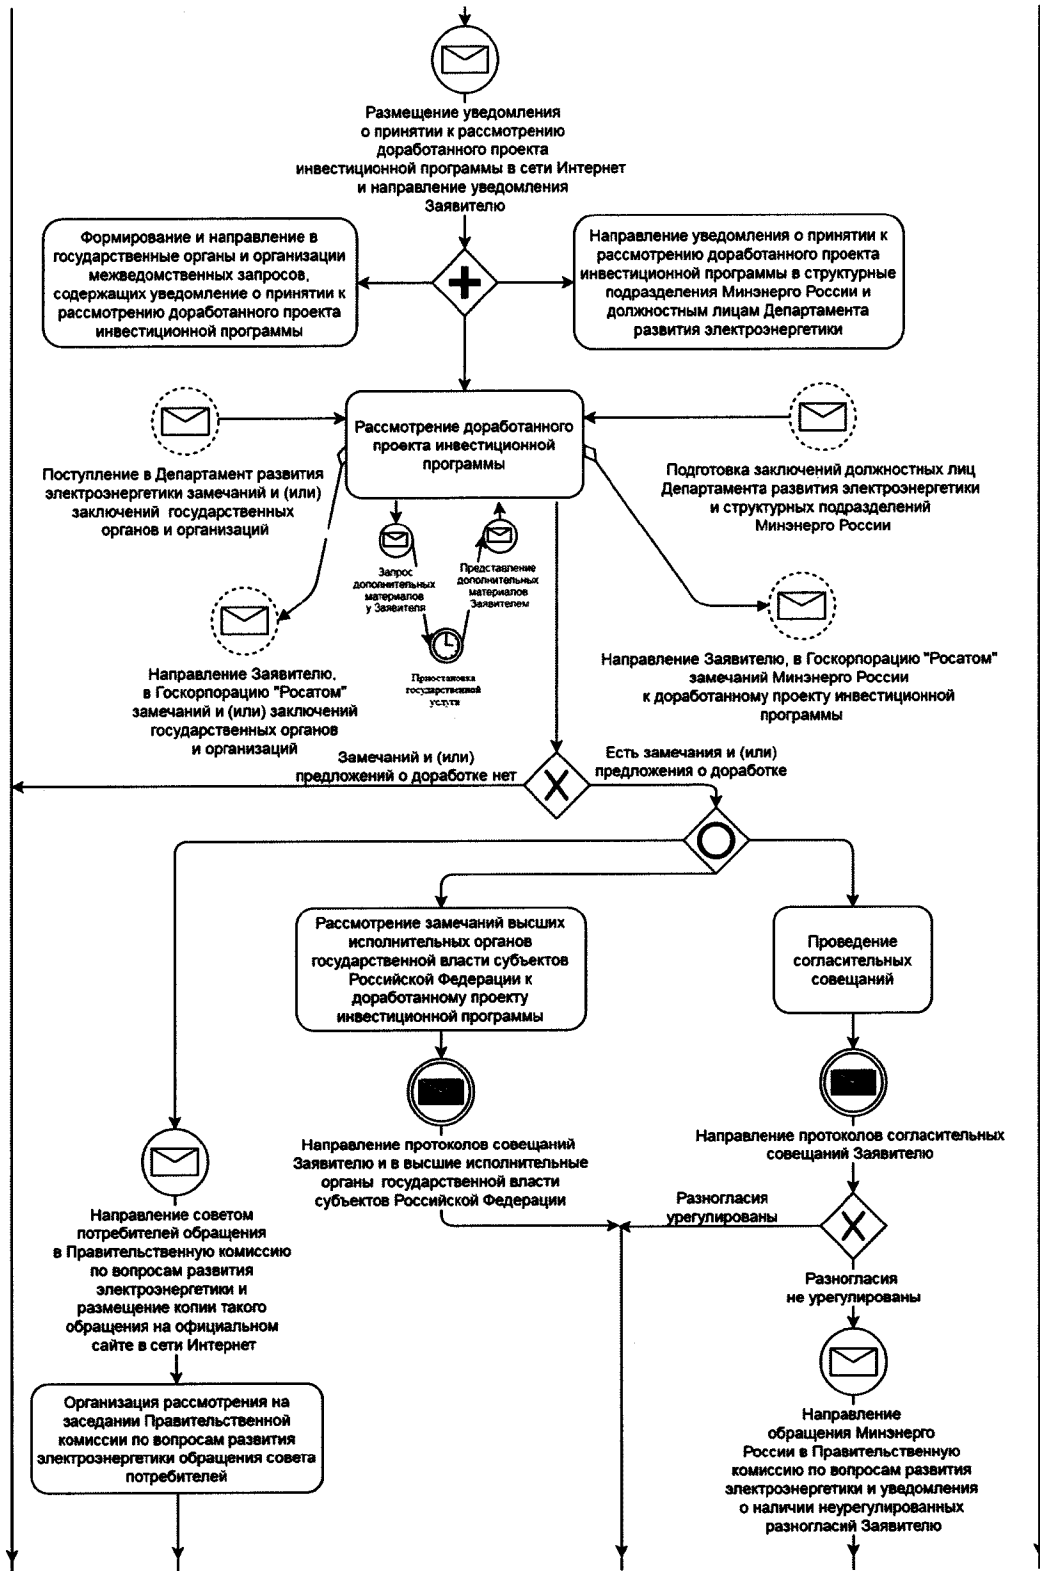 Размещение уведомления
о принятии к рассмотрению
доработанного проекта
инвестиционной программы в сети Интернет
и направление уведомления
Заявителю
Формирование и направление в
государственные органы и организации
межведомственных запросов,
содержащих уведомление о принятии к
рассмотрению доработанного проекта
инвестиционной программы
Направление уведомления о принятии к
рассмотрению доработанного проекта
инвестиционной программы в структурные
подразделения Минэнерго России и
должностным лицам Департамента
развития электроэнергетики
Рассмотрение доработанного
проекта инвестиционной
программы
Поступление в Департамент развития
электроэнергетики замечаний и (или)
заключений государственных
органов и организаций
Подготовка заключений должностных лиц
Департамента развития электроэнергетики
и структурных подразделений
Минэнерго России
Запрос
дополнительных
материалов
у Заявителя
Представление
дополнительных
материалов
Заявителем
Приостановка
государственной
услуги
Направление Заявителю,
в Госкорпорацию "Росатом"
замечаний и (или) заключений
государственных органов
и организаций
Направление Заявителю, в Госкорпорацию "Росатом"
замечаний Минэнерго России
к доработанному проекту инвестиционной
программы
Замечаний и (или)
предложений о доработке нет
Есть замечания и (или)
предложения о доработке
Рассмотрение замечаний высших
исполнительных органов
государственной власти субъектов
Российской Федерации к
доработанному проекту
инвестиционной программы
Проведение
согласительных
совещаний
Направление протоколов совещаний
Заявителю и в высшие исполнительные
органы государственной власти
субъектов Российской Федерации
Направление протоколов согласительных
совещаний Заявителю
Направление советом
потребителей обращения
в Правительственную комиссию
по вопросам развития
электроэнергетики и
размещение копии такого
обращения на официальном
сайте в сети Интернет
Разногласия
урегулированы
Разногласия
не урегулированы
Организация рассмотрения на
заседании Правительственной
комиссии по вопросам развития
электроэнергетики обращения совета
потребителей
Направление
обращения Минэнерго
России в Правительственную
комиссию по вопросам развития
электроэнергетики и уведомления
о наличии неурегулированных
разногласий Заявителю